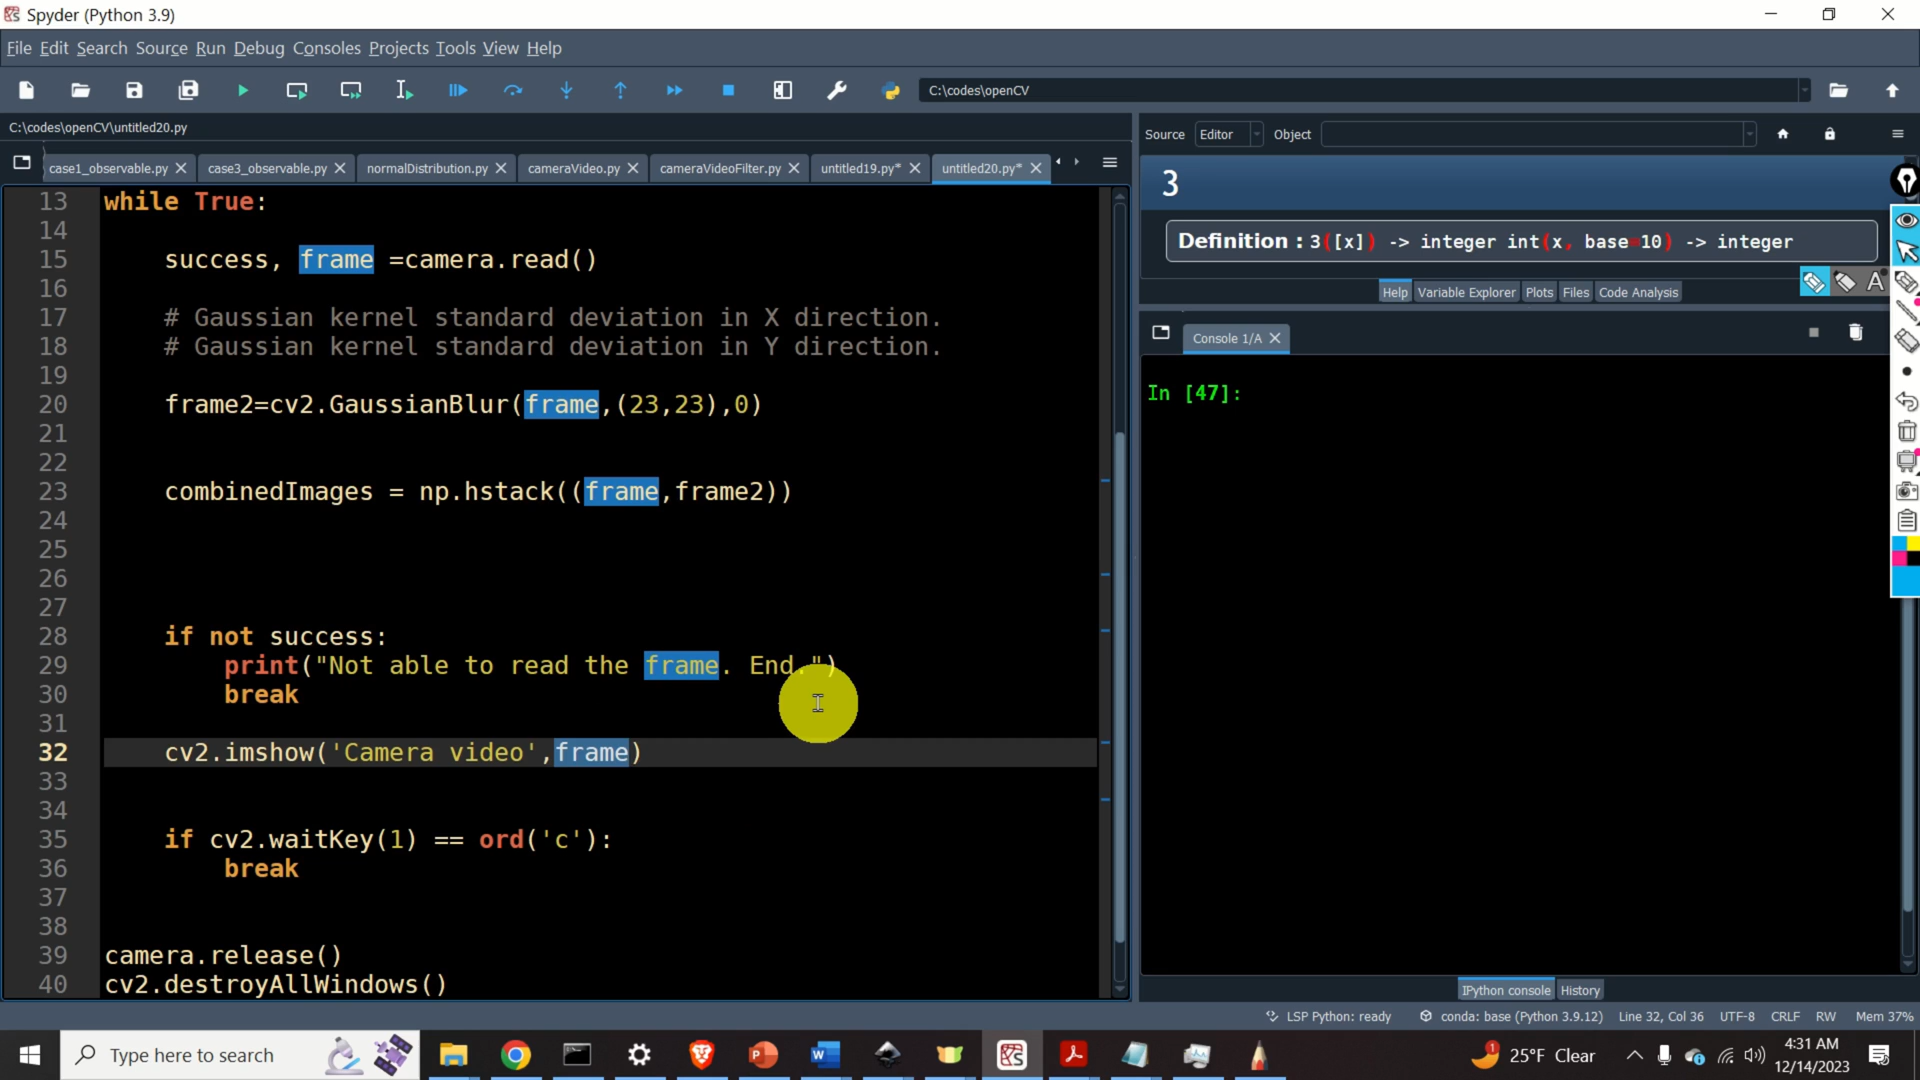 Spyder (Python 3.9)
File Edit Search Source Run Debug Consoles Projects Tools View Help
C:\codes\openCV
C:\codes\openCV\untitled20.py
case1_observable.py case3_observable.py normalDistribution.py cameraVideo.py cameraVideoFilter.py untitled19.py* untitled20.py*
13 while True:
14
15 success, frame =camera.read()
16
17 # Gaussian kernel standard deviation in X direction.
18 # Gaussian kernel standard deviation in Y direction.
19
20 frame2=cv2.GaussianBlur(frame,(23,23),0)
21
22
23 combinedImages = np.hstack((frame,frame2))
24
25
26
27
28 if not success:
29 print("Not able to read the frame. End.")
30 break
31
32 cv2.imshow('Camera video',frame)
33
34
35 if cv2.waitKey(1) == ord('c'):
36 break
37
38
39 camera.release()
40 cv2.destroyAllWindows()
Source Editor Object
3
Definition : 3([x]) -> integer int(x, base=10) -> integer
A
Help Variable Explorer Plots Files Code Analysis
Console 1/A
In [47]:
IPython console History
LSP Python: ready conda: base (Python 3.9.12) Line 32, Col 36 UTF-8 CRLF RW Mem 37%
Type here to search
1 25°F Clear
4:31 AM
12/14/2023